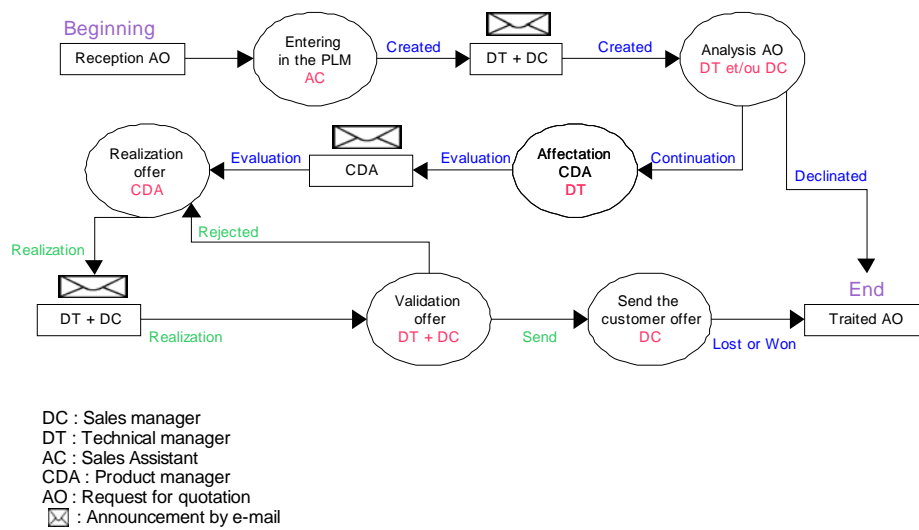 Beginning
Reception AO
Entering
in the PLM
AC
Created
DT + DC
Created
Analysis AO
DT et/ou DC
Realization
offer
CDA
Evaluation
CDA
Evaluation
Affectation
CDA
DT
Continuation
Declinated
Rejected
Realization
DT + DC
Realization
Validation
offer
DT + DC
Send
Send the
customer offer
DC
Lost or Won
End
Traited AO
DC : Sales manager
DT : Technical manager
AC : Sales Assistant
CDA : Product manager
AO : Request for quotation
: Announcement by e-mail